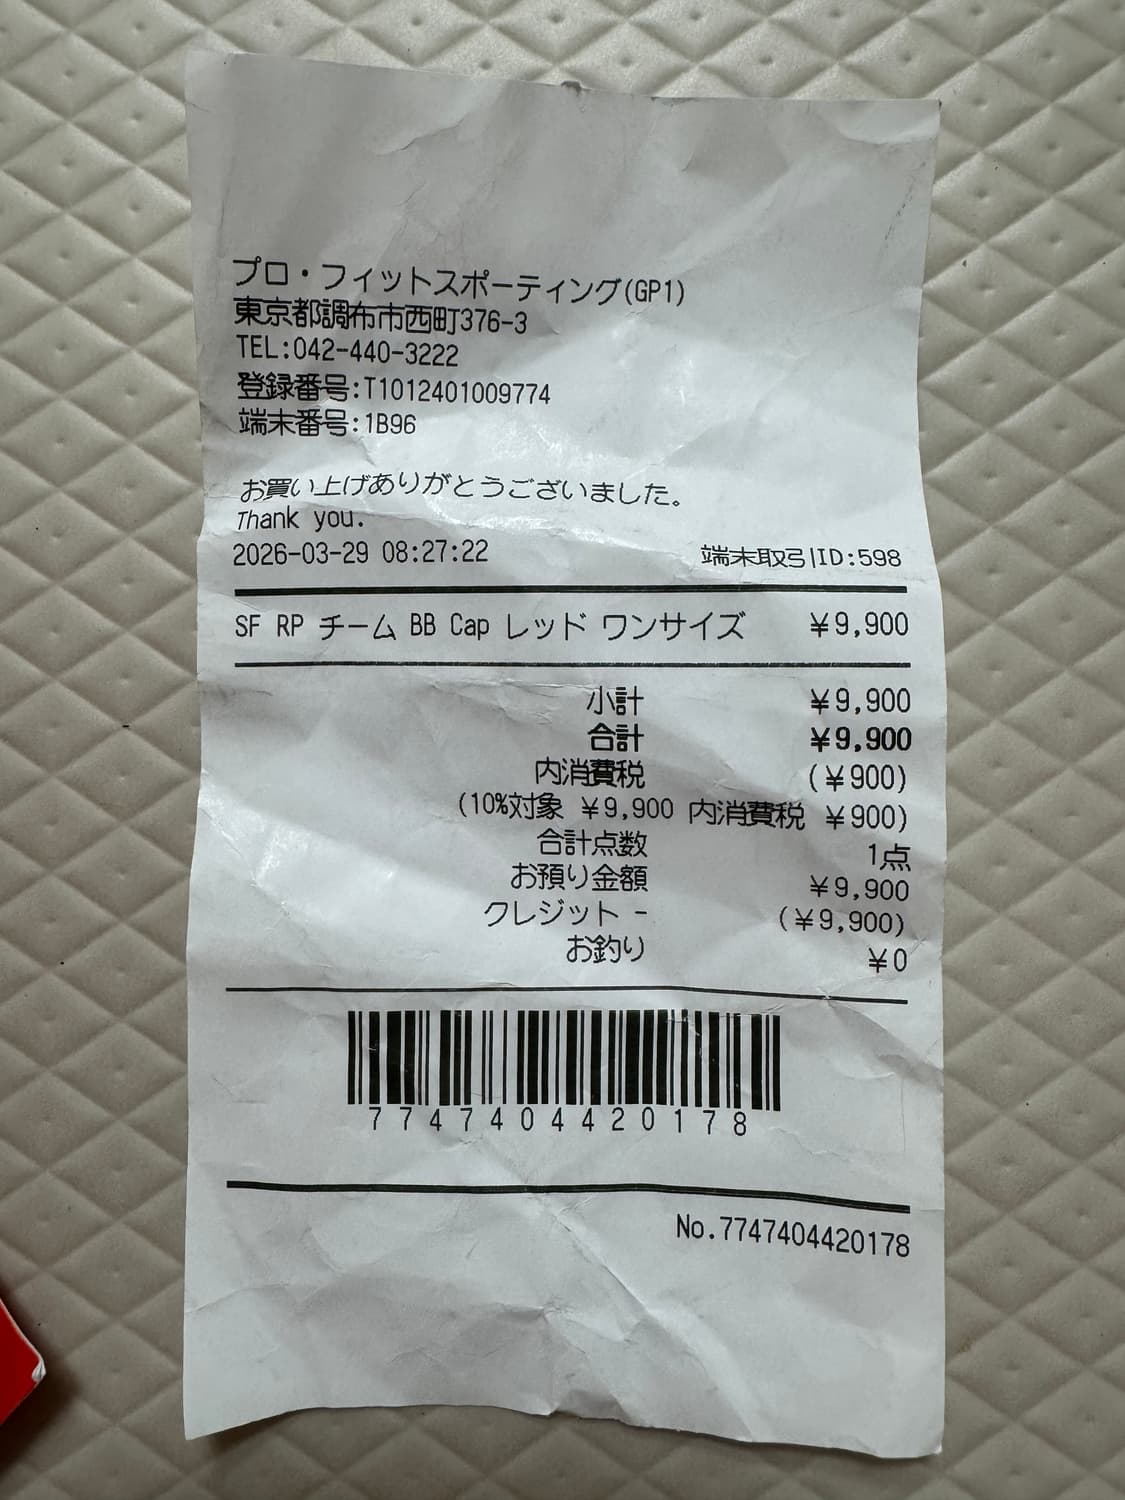 プロ・フィットスポーティング(GP1)
東京都調布市西町376-3
TEL:042-440-3222
登録番号:T1012401009774
端末番号:1B96
お買い上げありがとうございました。
Thank you.
2026-03-29 08:27:22 端末取引ID:598
SF RP チーム BB Cap レッド ワンサイズ ¥9,900
小計 ¥9,900
合計 ¥9,900
内消費税 (¥900)
(10%対象 ¥9,900 内消費税 ¥900)
合計点数 1点
お預り金額 ¥9,900
クレジット - (¥9,900)
お釣り ¥0
7747404420178
No.7747404420178